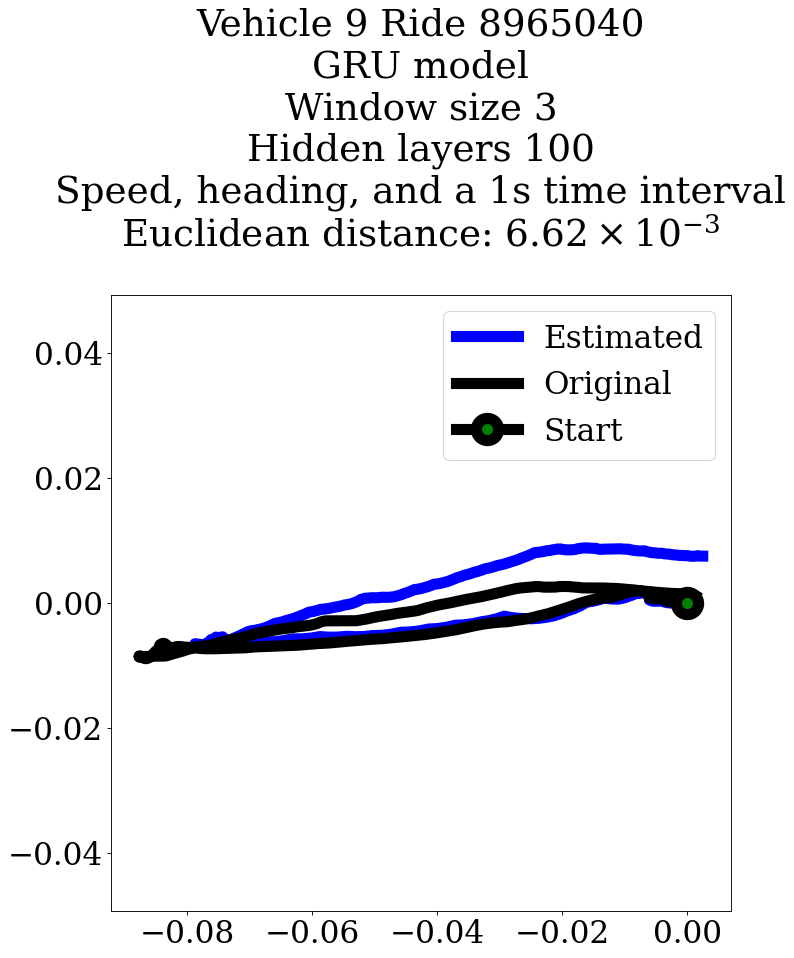 Vehicle 9 Ride 8965040
GRU model
Window size 3
Hidden layers 100
Speed, heading, and a 1s time interval
Euclidean distance: 6.62 × 10⁻³
Estimated
Original
Start
0.04
0.02
0.00
−0.02
−0.04
−0.08 −0.06 −0.04 −0.02 0.00